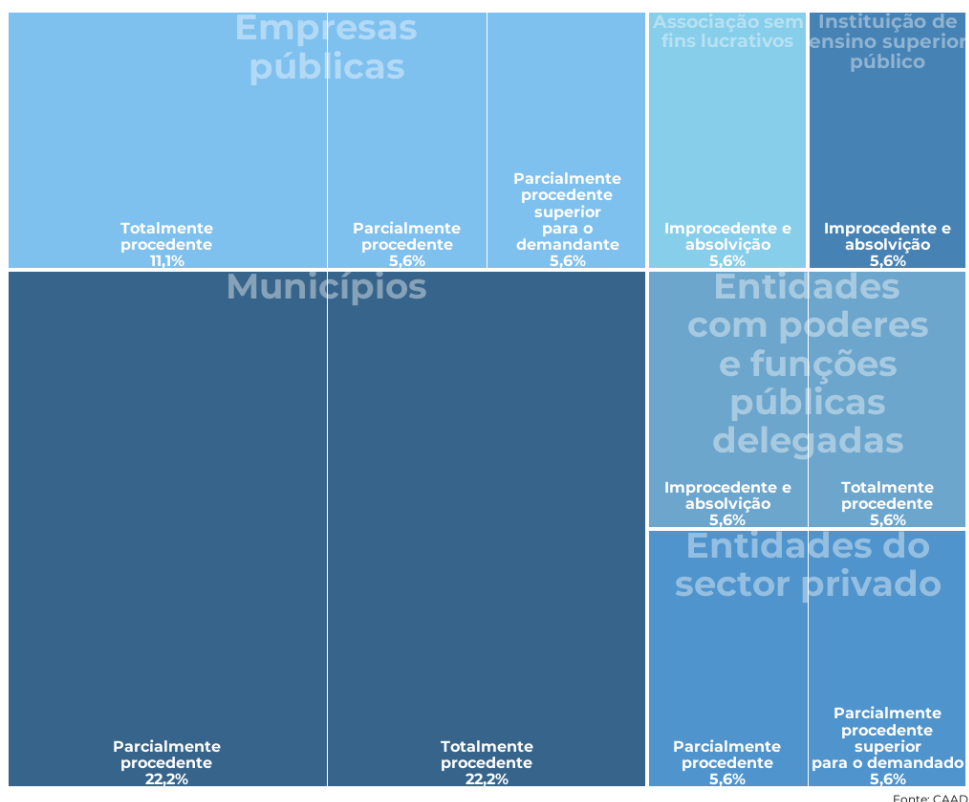 Empresas
públicas
Totalmente
procedente
11,1%
Parcialmente
procedente
5,6%
Parcialmente
procedente
superior
para o
demandante
5,6%
Associação sem
fins lucrativos
Improcedente e
absolvição
5,6%
Instituição de
ensino superior
público
Improcedente e
absolvição
5,6%
Municípios
Parcialmente
procedente
22,2%
Totalmente
procedente
22,2%
Entidades
com poderes
e funções
públicas
delegadas
Improcedente e
absolvição
5,6%
Totalmente
procedente
5,6%
Entidades do
sector privado
Parcialmente
procedente
5,6%
Parcialmente
procedente
superior
para o demandado
5,6%
Fonte: CAAD